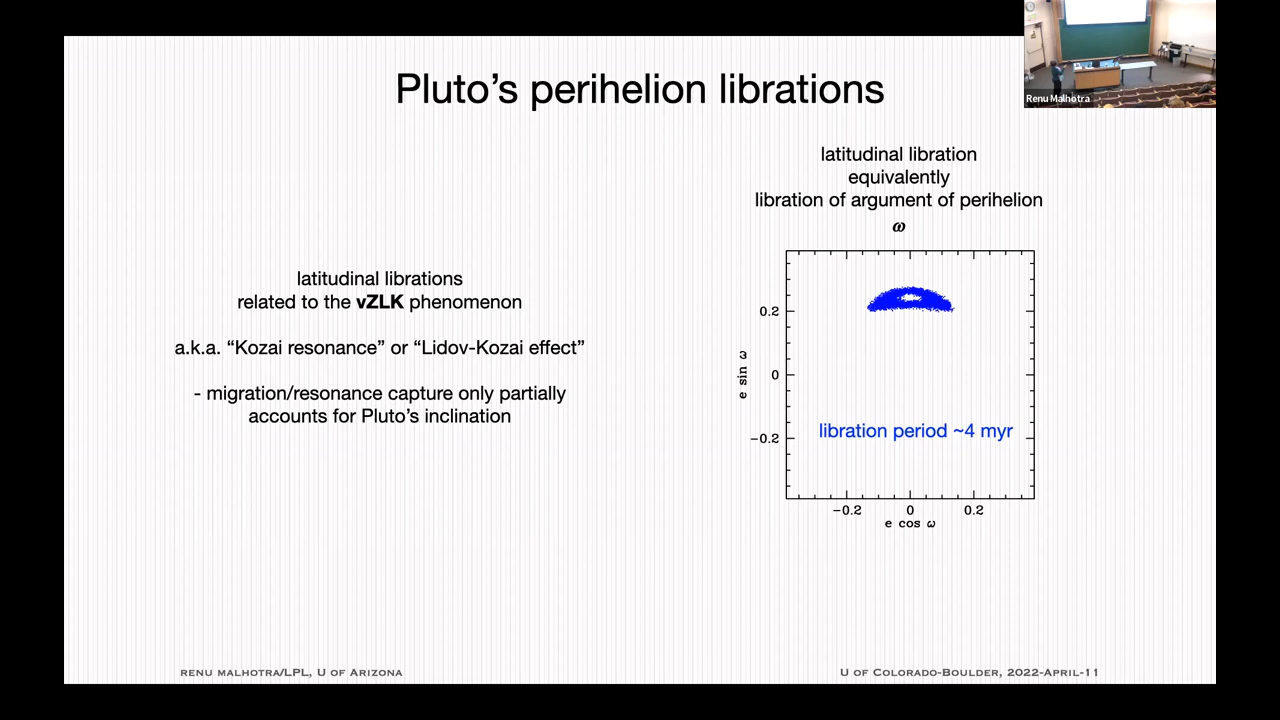 Renu Malhotra
Pluto's perihelion librations
latitudinal librations
related to the vZLK phenomenon
a.k.a. “Kozai resonance” or “Lidov-Kozai effect”
- migration/resonance capture only partially
accounts for Pluto's inclination
latitudinal libration
equivalently
libration of argument of perihelion
ω
0.2
0
−0.2
e sin ω
libration period ~4 myr
−0.2 0 0.2
e cos ω
RENU MALHOTRA/LPL, U OF ARIZONA
U OF COLORADO-BOULDER, 2022-APRIL-11